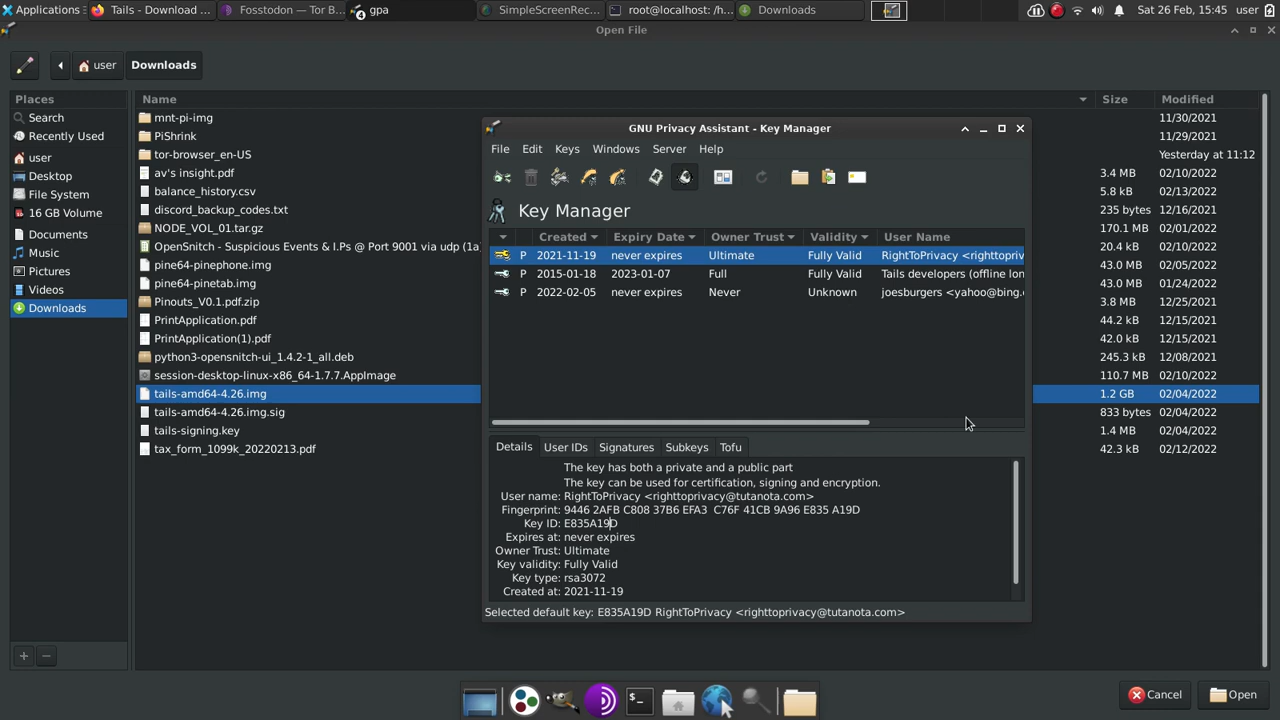 Applications
Tails - Download ...
Fosstodon — Tor B...
4 gpa
SimpleScreenRec...
root@localhost: /h...
Downloads
Sat 26 Feb, 15:45 user
Open File
user Downloads
Places
Search
Recently Used
user
Desktop
File System
16 GB Volume
Documents
Music
Pictures
Videos
Downloads
Name Size Modified
mnt-pi-img 11/30/2021
PiShrink 11/29/2021
tor-browser_en-US Yesterday at 11:12
av's insight.pdf 3.4 MB 02/10/2022
balance_history.csv 5.8 kB 02/13/2022
discord_backup_codes.txt 235 bytes 12/16/2021
NODE_VOL_01.tar.gz 170.1 MB 02/01/2022
OpenSnitch - Suspicious Events & I.Ps @ Port 9001 via udp (1a) 20.4 kB 02/10/2022
pine64-pinephone.img 43.0 MB 02/05/2022
pine64-pinetab.img 43.0 MB 01/24/2022
Pinouts_V0.1.pdf.zip 3.8 MB 12/25/2021
PrintApplication.pdf 44.2 kB 12/15/2021
PrintApplication(1).pdf 42.0 kB 12/15/2021
python3-opensnitch-ui_1.4.2-1_all.deb 245.3 kB 12/08/2021
session-desktop-linux-x86_64-1.7.7.AppImage 110.7 MB 02/10/2022
tails-amd64-4.26.img 1.2 GB 02/04/2022
tails-amd64-4.26.img.sig 833 bytes 02/04/2022
tails-signing.key 1.4 MB 02/04/2022
tax_form_1099k_20220213.pdf 42.3 kB 02/12/2022
GNU Privacy Assistant - Key Manager
File Edit Keys Windows Server Help
Key Manager
Created Expiry Date Owner Trust Validity User Name
P 2021-11-19 never expires Ultimate Fully Valid RightToPrivacy <righttopriv
P 2015-01-18 2023-01-07 Full Fully Valid Tails developers (offline lon
P 2022-02-05 never expires Never Unknown joesburgers <yahoo@bing.
Details User IDs Signatures Subkeys Tofu
The key has both a private and a public part
The key can be used for certification, signing and encryption.
User name: RightToPrivacy <righttoprivacy@tutanota.com>
Fingerprint: 9446 2AFB C808 37B6 EFA3 C76F 41CB 9A96 E835 A19D
Key ID: E835A19D
Expires at: never expires
Owner Trust: Ultimate
Key validity: Fully Valid
Key type: rsa3072
Created at: 2021-11-19
Selected default key: E835A19D RightToPrivacy <righttoprivacy@tutanota.com>
Cancel Open